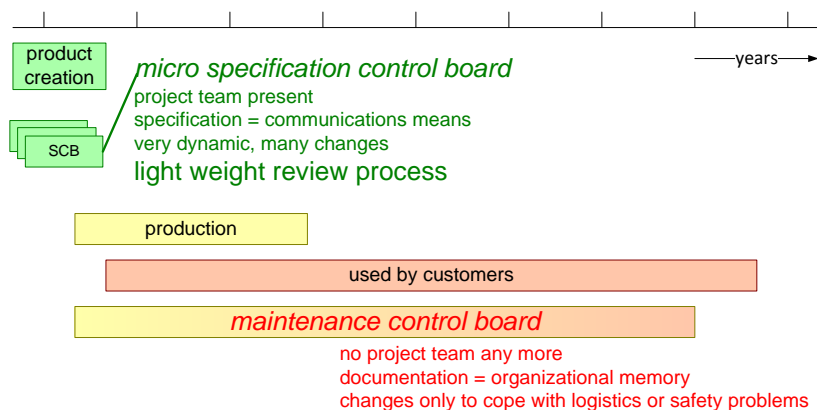 product
creation
micro specification control board
years
project team present
specification = communications means
very dynamic, many changes
light weight review process
SCB
production
used by customers
maintenance control board
no project team any more
documentation = organizational memory
changes only to cope with logistics or safety problems